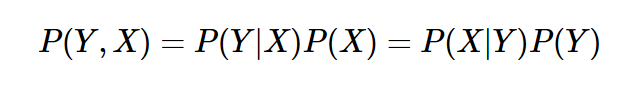 P(Y, X) = P(Y|X)P(X) = P(X|Y)P(Y)